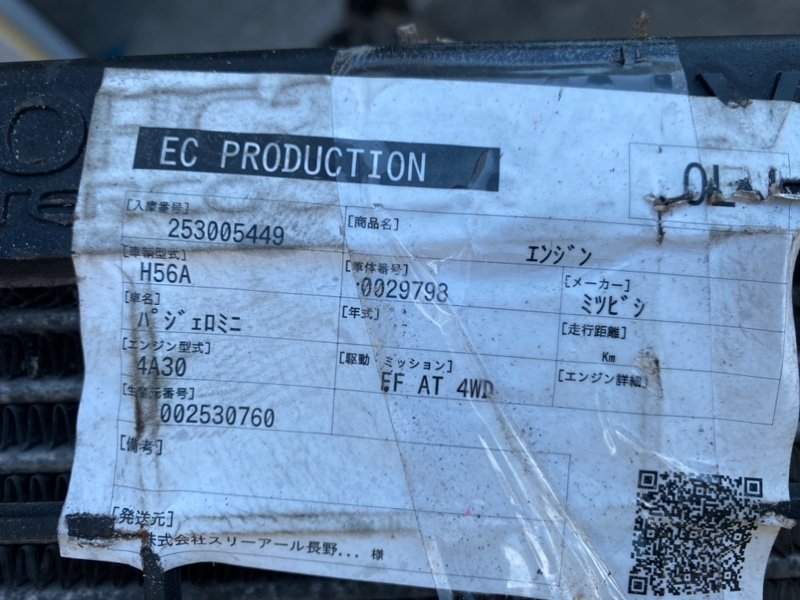 EC PRODUCTION
[入庫番号]
253005449
[商品名]
エンジン
[車輌型式]
H56A
[車体番号]
0029798
[メーカー]
ミツビシ
[車名]
パジェロミニ
[年式]
[走行距離]
Km
[エンジン型式]
4A30
[駆動 ミッション]
EF AT 4WD
[エンジン詳細]
[生産元番号]
002530760
[備考]
[発送元]
株式会社スリーアール長野... 様